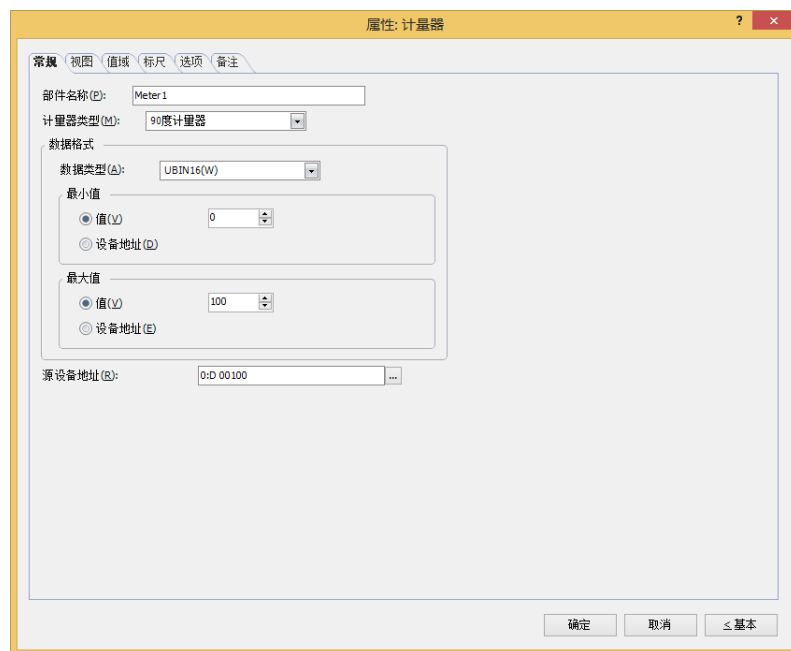 属性: 计量器 ? ×
常规 视图 值域 标尺 选项 备注
部件名称(P): Meter1
计量器类型(M): 90度计量器
数据格式
数据类型(A): UBIN16(W)
最小值
值(V) 0
设备地址(D)
最大值
值(V) 100
设备地址(E)
源设备地址(R): 0:D 00100 ...
确定 取消 <基本